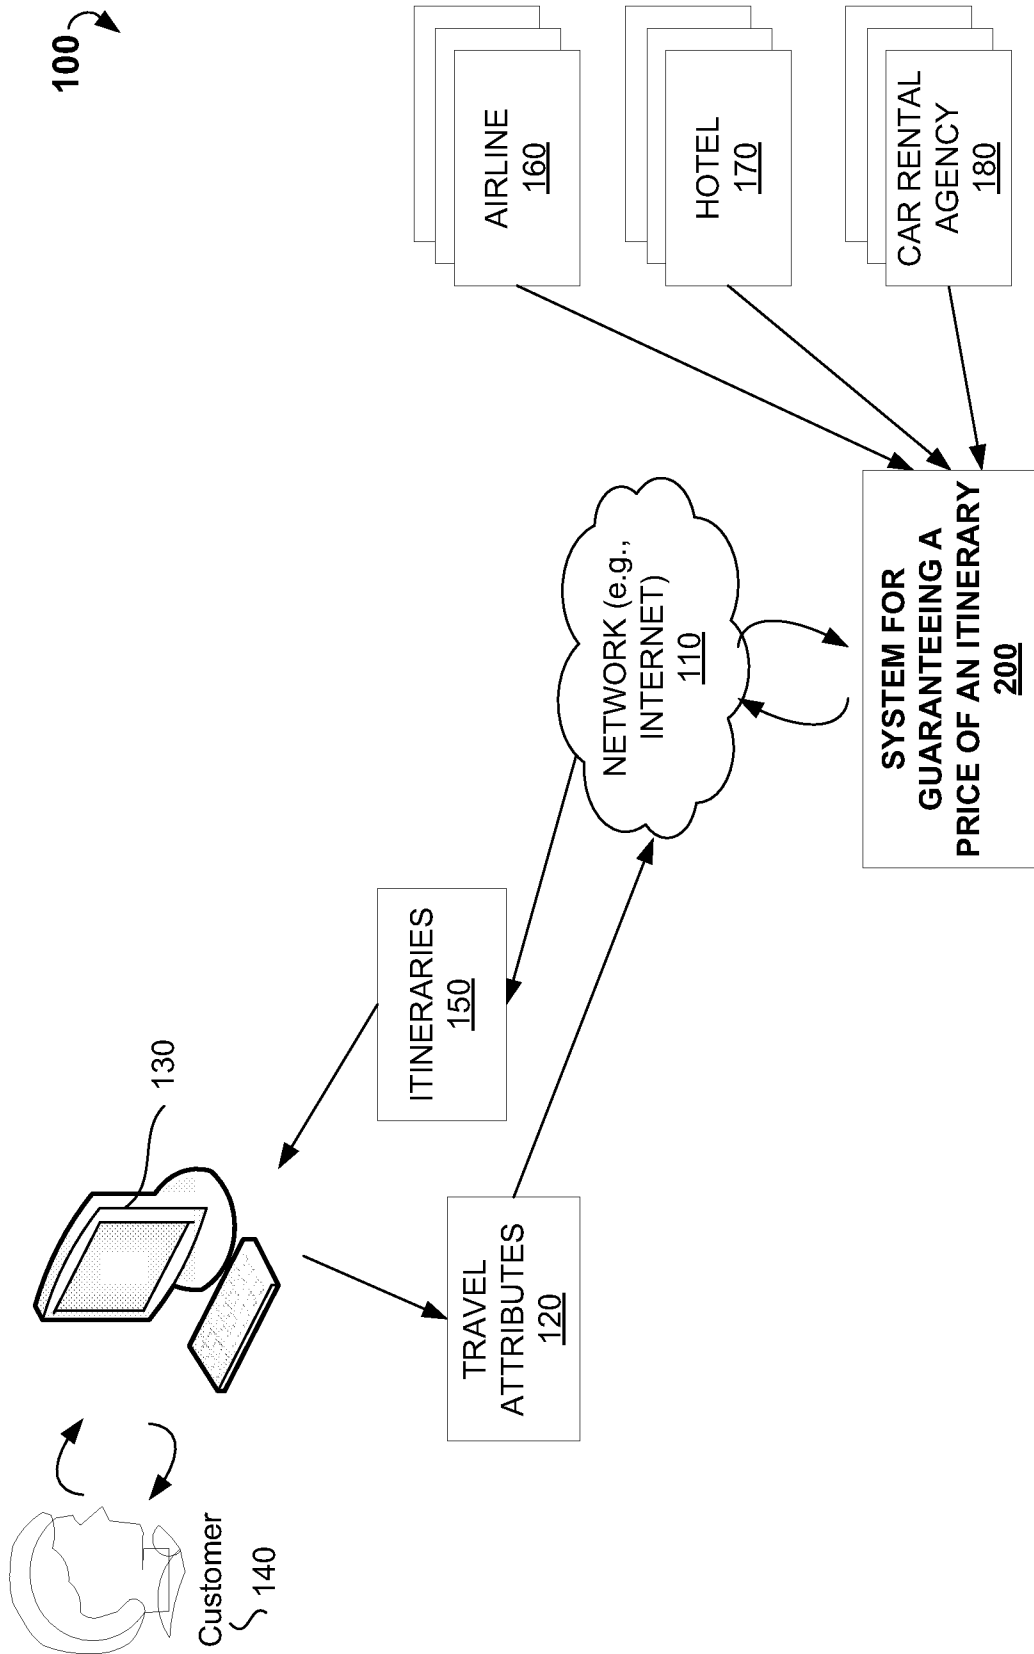 100
Customer
140
130
TRAVEL
ATTRIBUTES
120
ITINERARIES
150
NETWORK (e.g.,
INTERNET)
110
SYSTEM FOR
GUARANTEEING A
PRICE OF AN ITINERARY
200
AIRLINE
160
HOTEL
170
CAR RENTAL
AGENCY
180